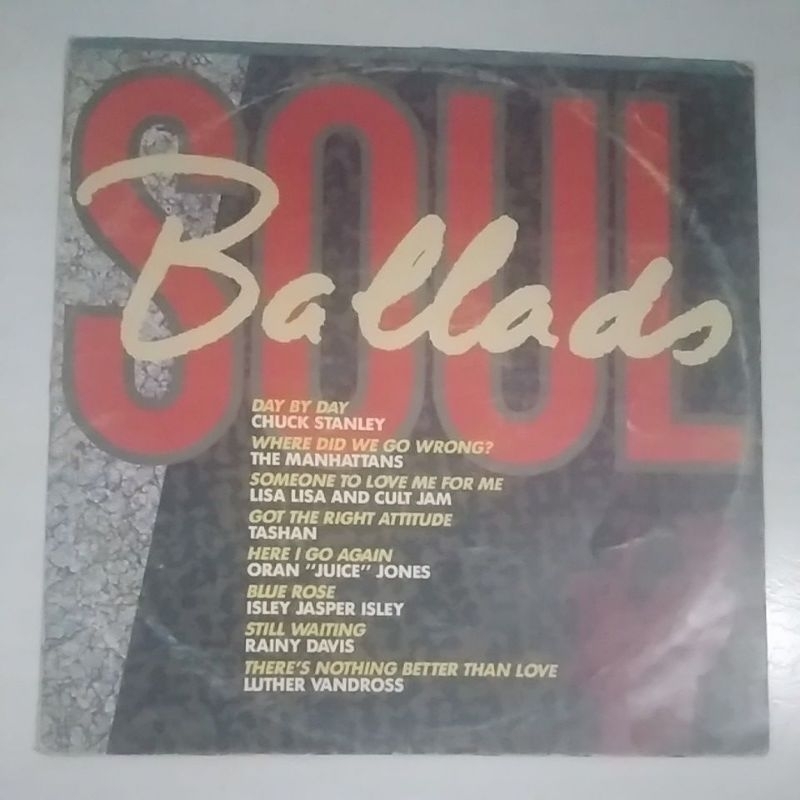 SOUL
Ballads
DAY BY DAY
CHUCK STANLEY
WHERE DID WE GO WRONG?
THE MANHATTANS
SOMEONE TO LOVE ME FOR ME
LISA LISA AND CULT JAM
GOT THE RIGHT ATTITUDE
TASHAN
HERE I GO AGAIN
ORAN "JUICE" JONES
BLUE ROSE
ISLEY JASPER ISLEY
STILL WAITING
RAINY DAVIS
THERE'S NOTHING BETTER THAN LOVE
LUTHER VANDROSS